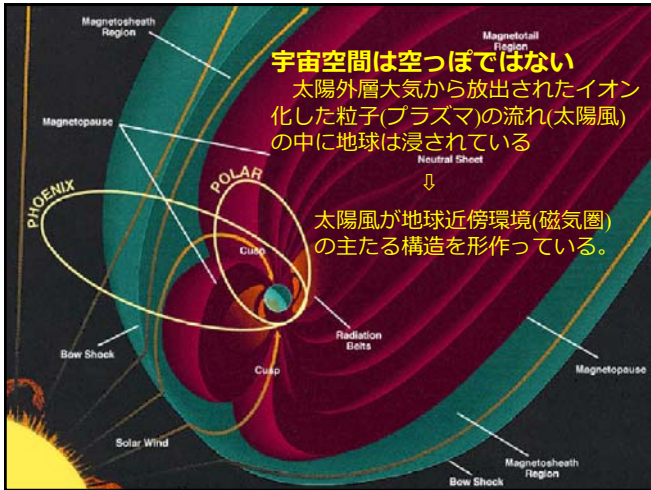 Magnetosheath
Region
Magnetotail
Region
宇宙空間は空っぽではない
太陽外層大気から放出されたイオン
化した粒子(プラズマ)の流れ(太陽風)
の中に地球は浸されている
Magnetopause
Neutral Sheet
⇩
POLAR
PHOENIX
太陽風が地球近傍環境(磁気圏)
の主たる構造を形作っている。
Cusp
Radiation
Belts
Bow Shock
Cusp
Magnetopause
Solar Wind
Magnetosheath
Region
Bow Shock